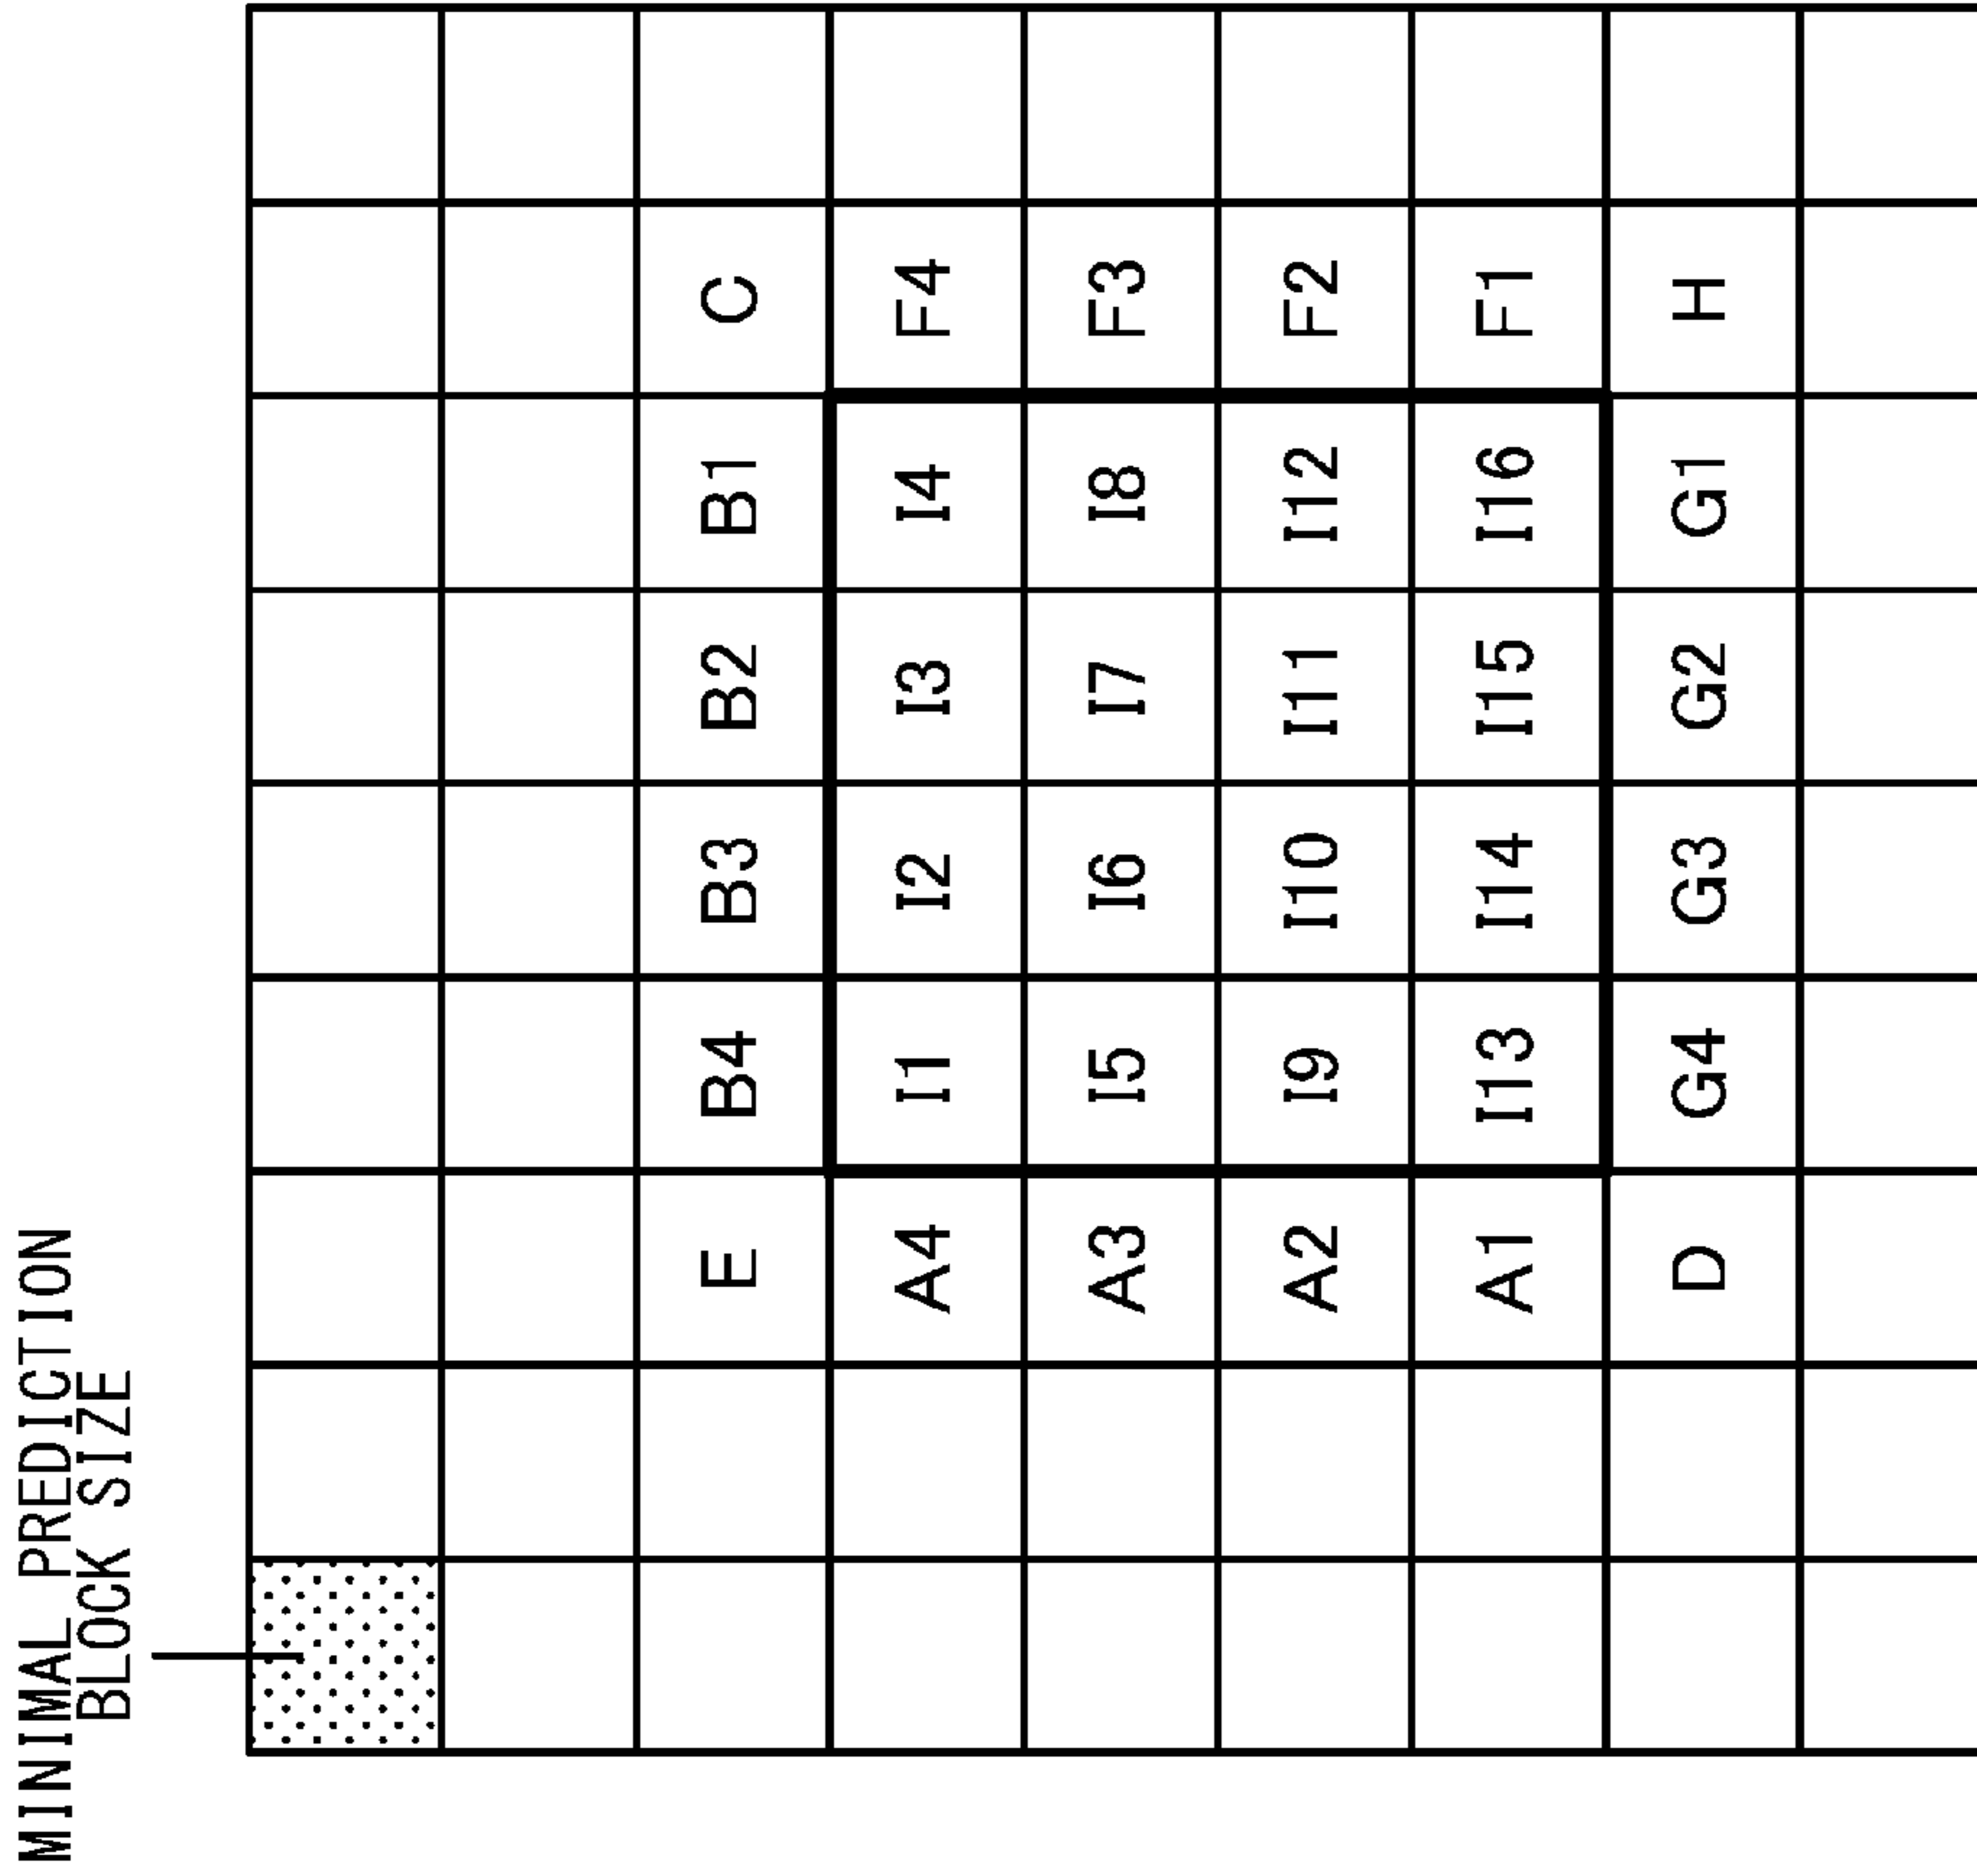 MINIMAL PREDICTION
BLOCK SIZE
E B4 B3 B2 B1 C
A4 I1 I2 I3 I4 F4
A3 I5 I6 I7 I8 F3
A2 I9 I10 I11 I12 F2
A1 I13 I14 I15 I16 F1
D G4 G3 G2 G1 H